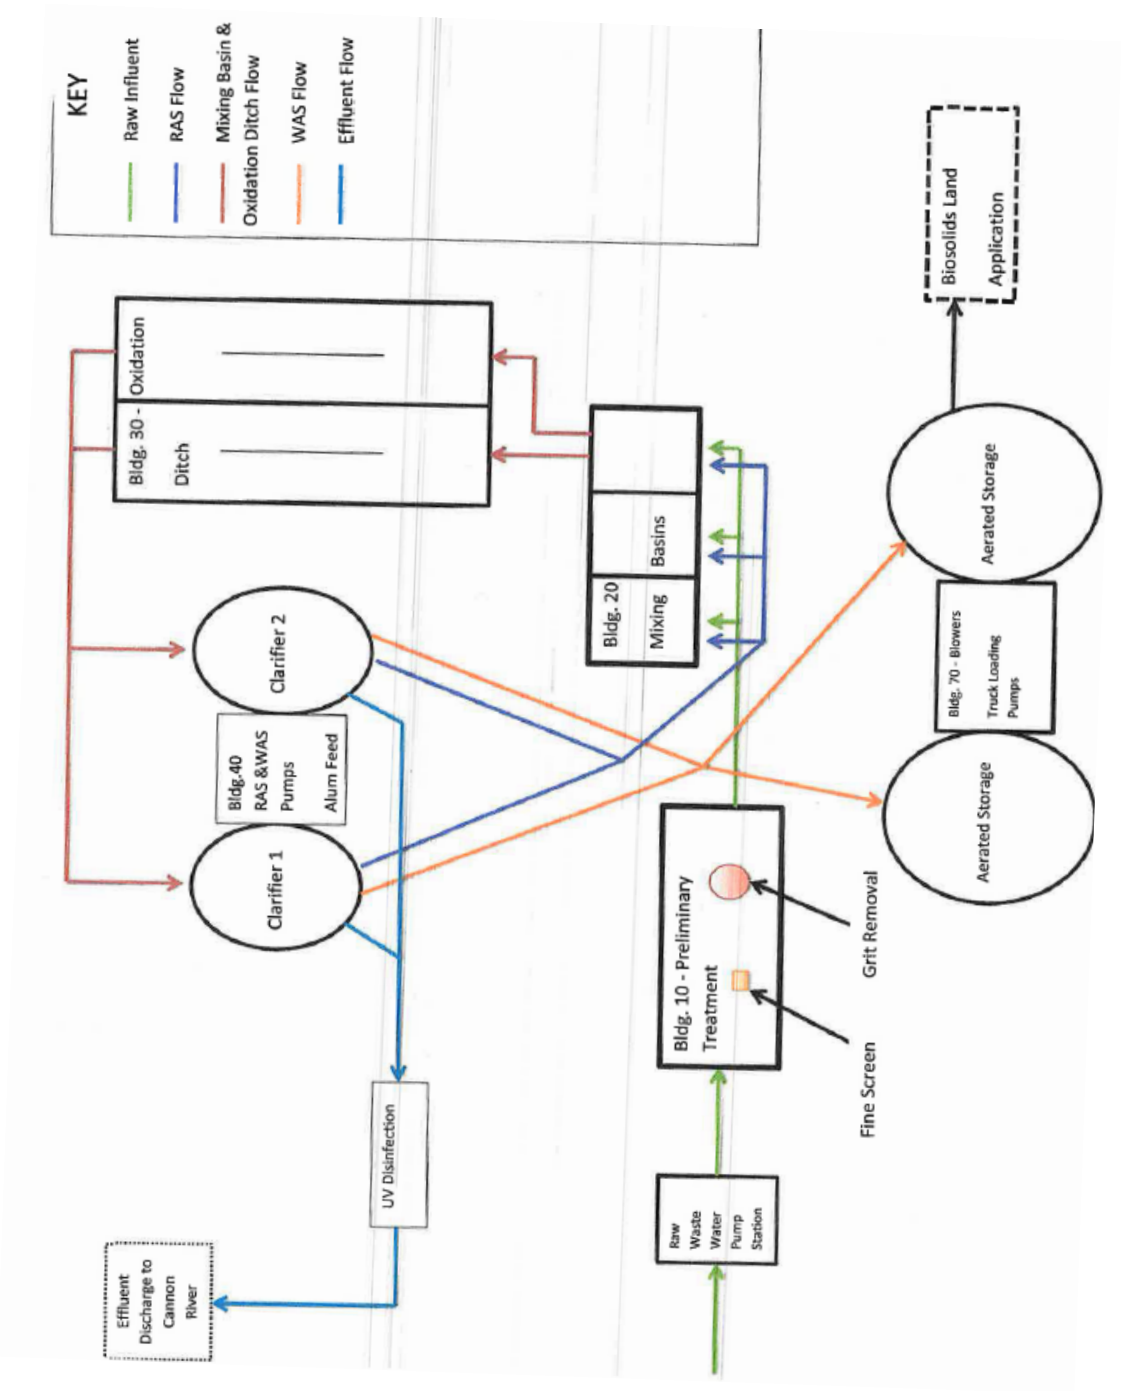 KEY
Raw Influent
RAS Flow
Mixing Basin &
Oxidation Ditch Flow
WAS Flow
Effluent Flow
Bldg. 30 - Oxidation
Ditch
Clarifier 1
Bldg.40
RAS &WAS
Pumps
Alum Feed
Clarifier 2
Effluent
Discharge to
Cannon
River
UV Disinfection
Bldg. 20
Mixing Basins
Raw
Waste
Water
Pump
Station
Bldg. 10 - Preliminary
Treatment
Fine Screen
Grit Removal
Aerated Storage
Bldg. 70 - Blowers
Truck Loading
Pumps
Aerated Storage
Biosolids Land
Application